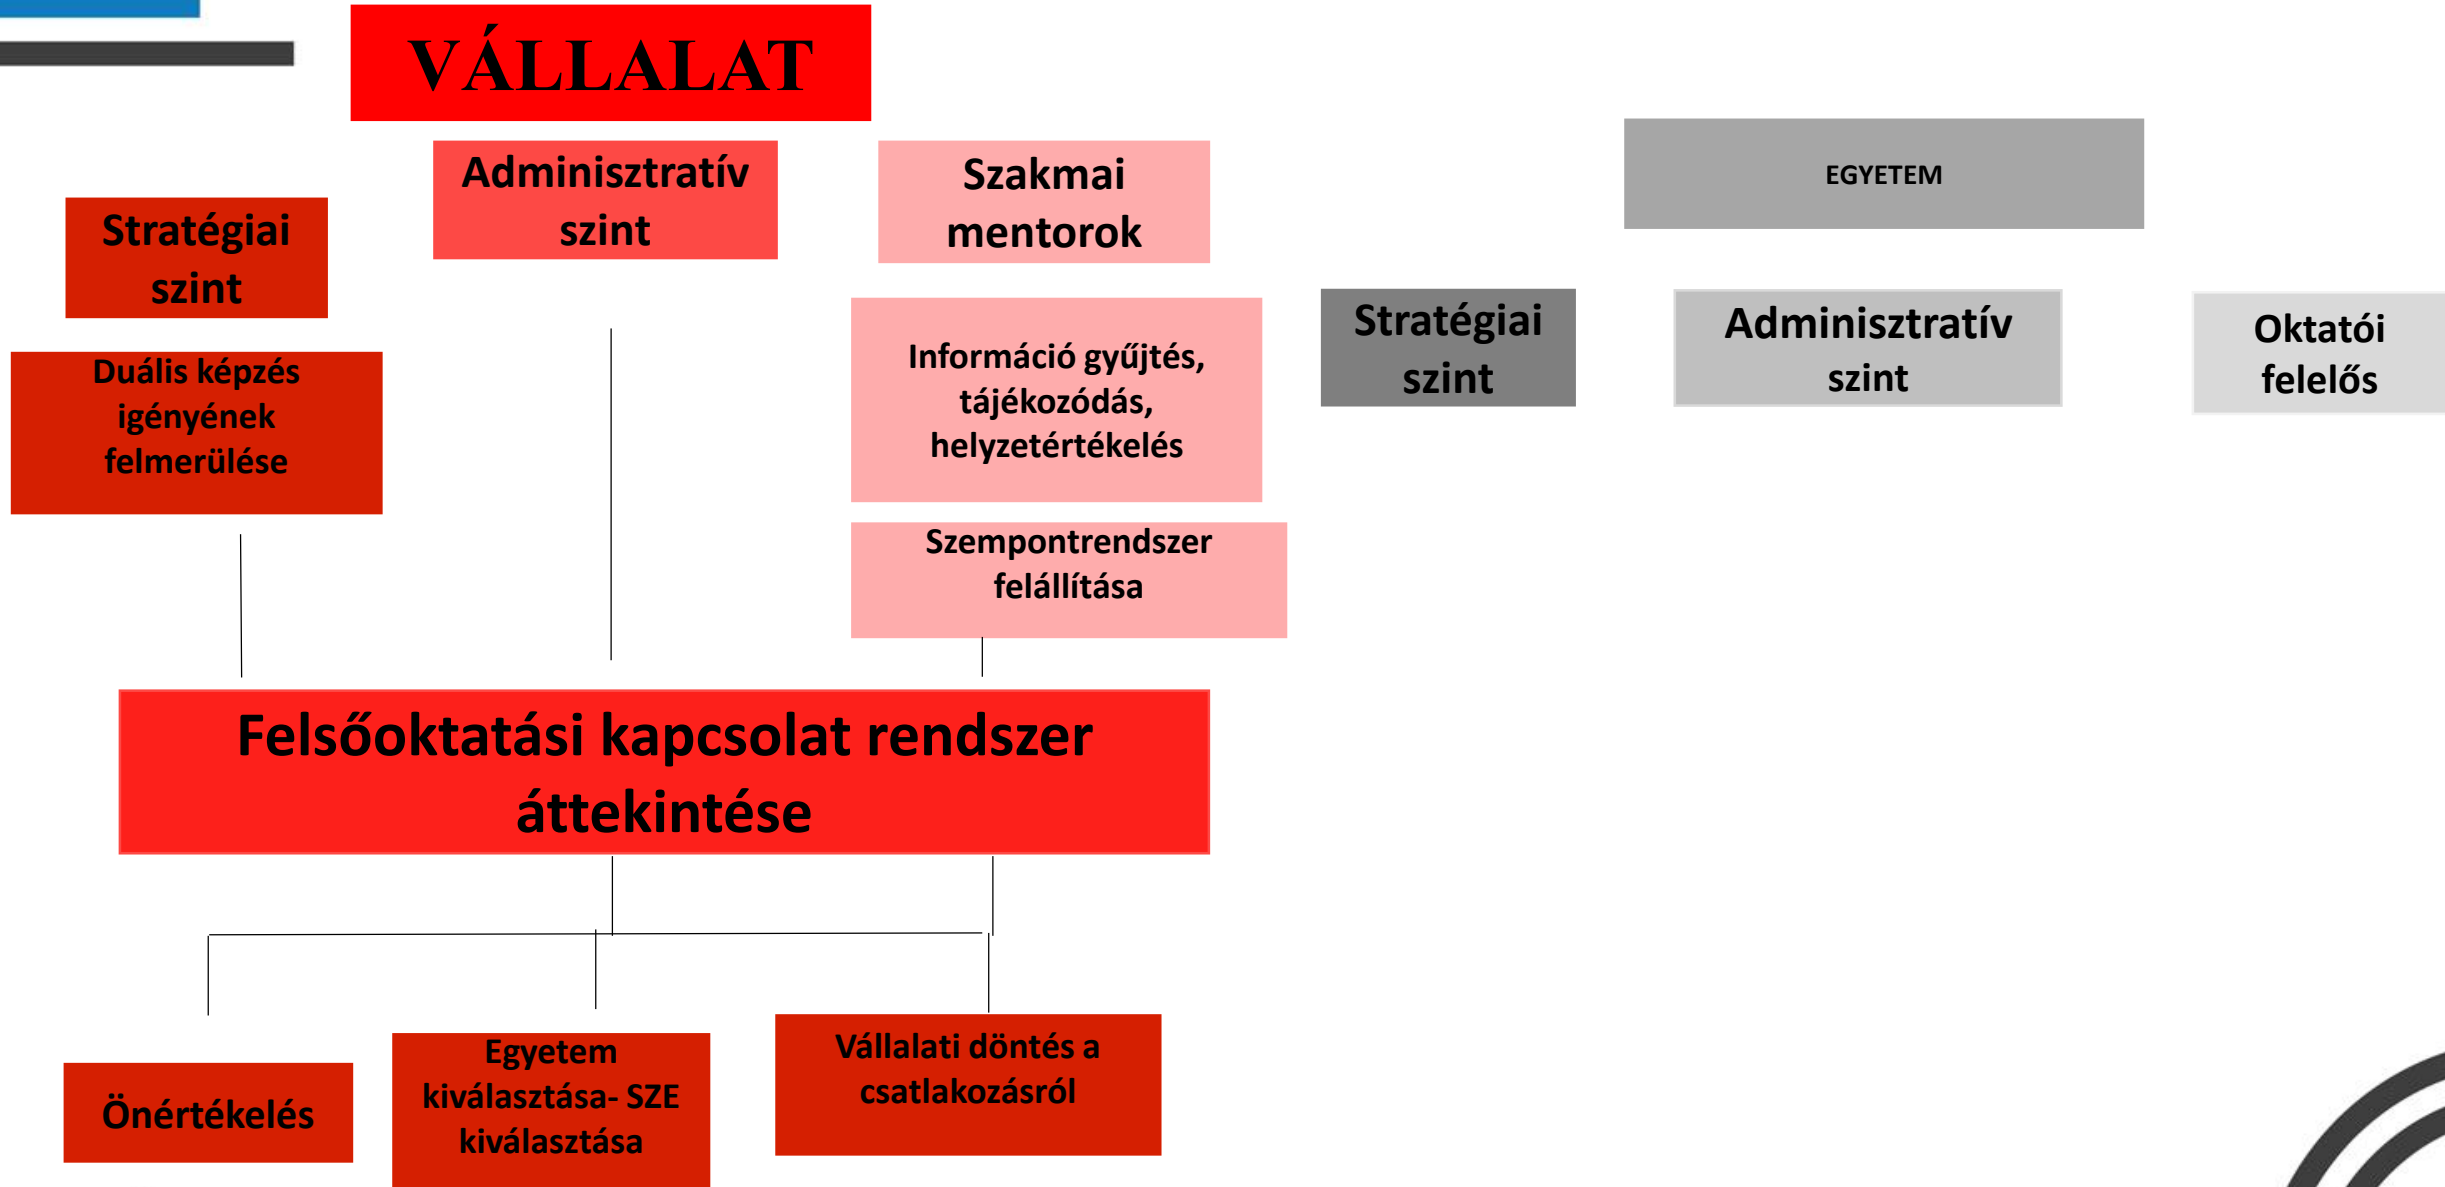 VÁLLALAT
Stratégiai
szint
Adminisztratív
szint
Szakmai
mentorok
Duális képzés
igényének
felmerülése
Információ gyűjtés,
tájékozódás,
helyzetértékelés
Szempontrendszer
felállítása
EGYETEM
Stratégiai
szint
Adminisztratív
szint
Oktatói
felelős
Felsőoktatási kapcsolat rendszer
áttekintése
Önértékelés
Egyetem
kiválasztása- SZE
kiválasztása
Vállalati döntés a
csatlakozásról